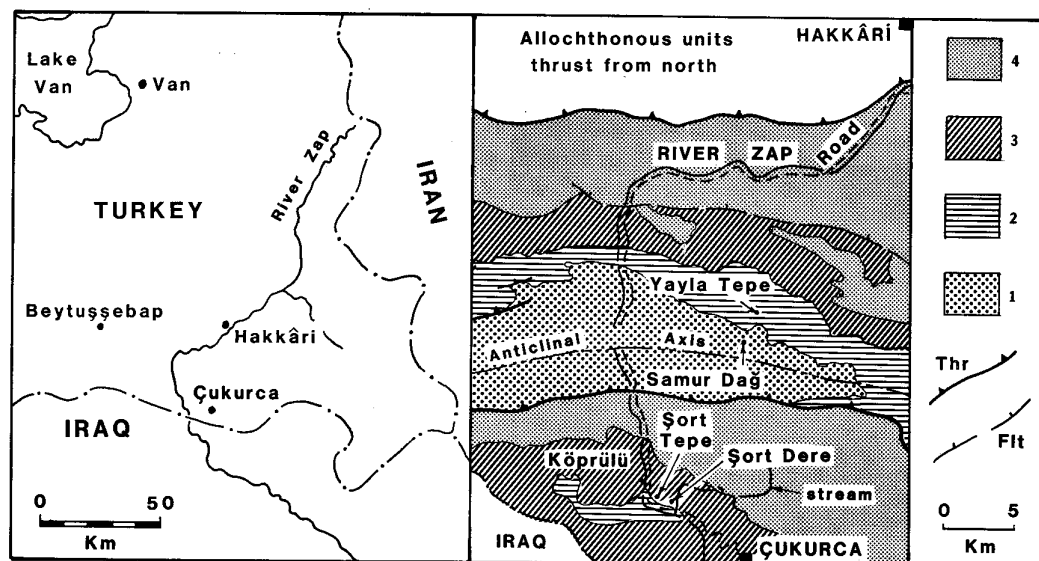 Lake
Van
Van
River Zap
TURKEY
IRAN
Beytuşşebap
Hakkâri
Çukurca
IRAQ
0 50
Km
Allochthonous units
thrust from north
HAKKÂRİ
RIVER ZAP Road
Yayla Tepe
Anticlinal Axis
Samur Dağ
Şort
Tepe
Köprülü
Şort Dere
stream
IRAQ
ÇUKURCA
4
3
2
1
Thr
Flt
0 5
Km